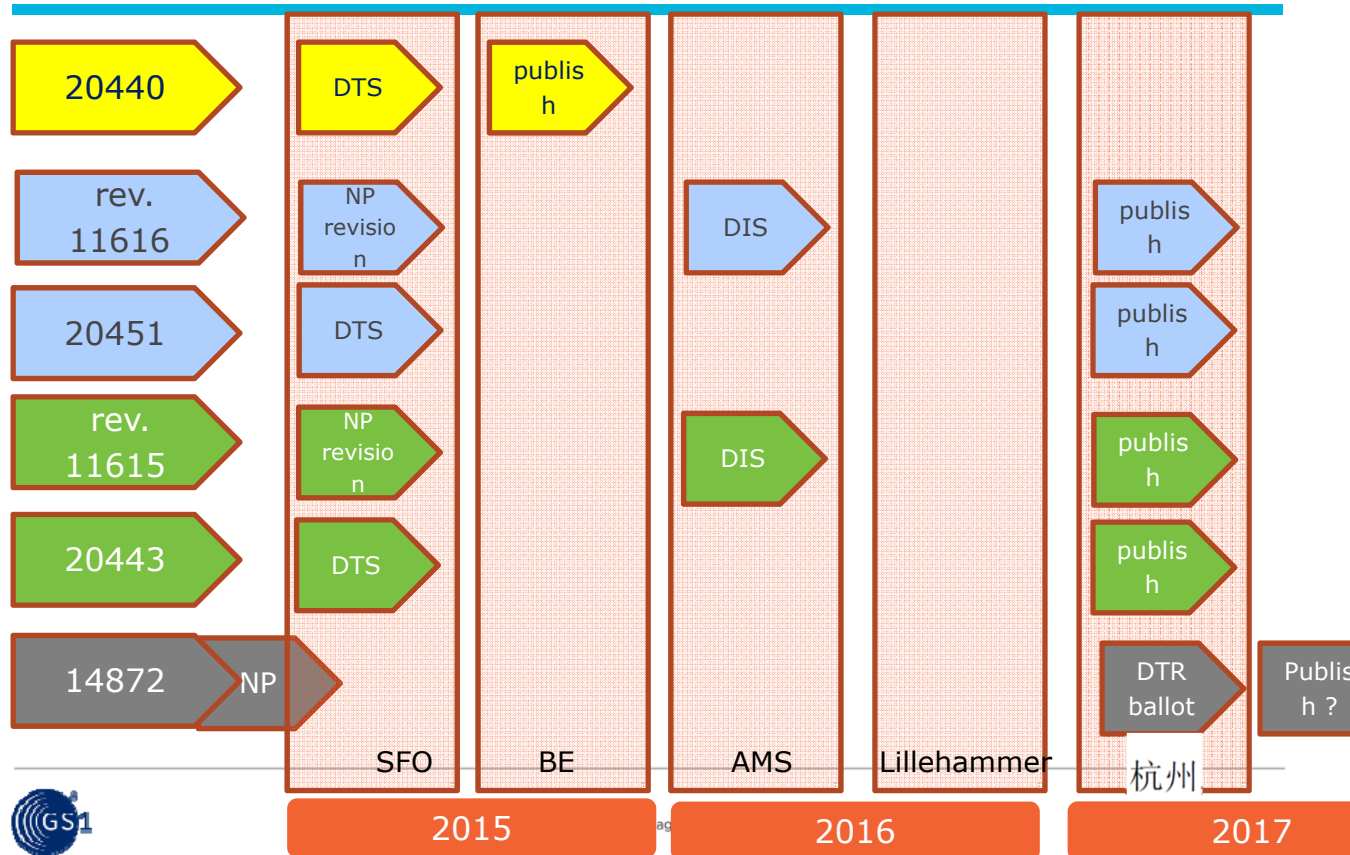 20440
DTS
publis
h
rev.
11616
NP
revisio
n
DIS
publis
h
20451
DTS
publis
h
rev.
11615
NP
revisio
n
DIS
publis
h
20443
DTS
publis
h
14872
NP
DTR
ballot
Publis
h ?
SFO
BE
AMS
Lillehammer
杭州
GS1
2015
ag
2016
2017